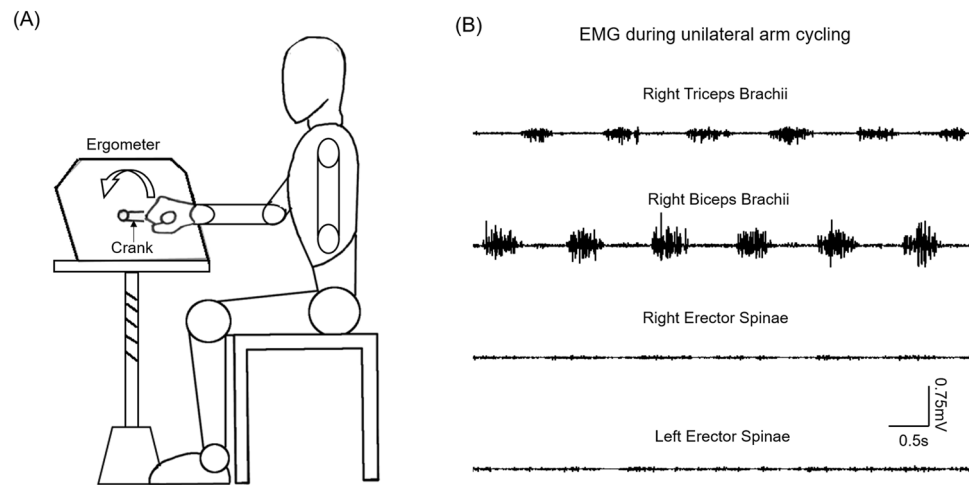 (A)
Ergometer
Crank
(B)
EMG during unilateral arm cycling
Right Triceps Brachii
Right Biceps Brachii
Right Erector Spinae
0.75mV
0.5s
Left Erector Spinae